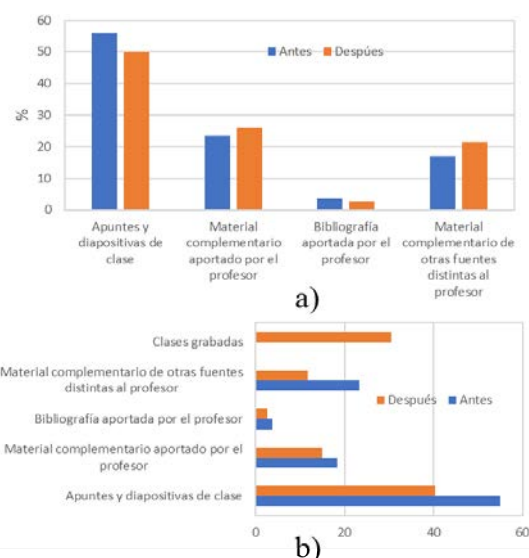 60
50
40
30
20
10
0
%
Antes Despúes
Apuntes y
diapositivas de
clase
Material
complementario
aportado por el
profesor
Bibliografía
aportada por el
profesor
Material
complementario de
otras fuentes
distintas al
profesor
a)
Clases grabadas
Material complementario de otras fuentes
distintas al profesor
Bibliografía aportada por el profesor
Material complementario aportado por el
profesor
Apuntes y diapositivas de clase
Después Antes
0 20 40 60
b)